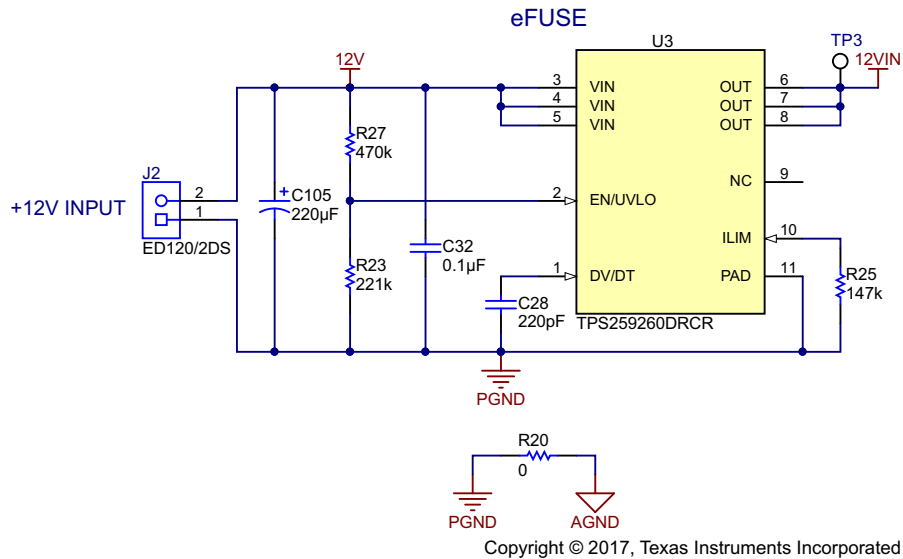 eFUSE
U3
TP3
12V
12VIN
3 VIN OUT 6
4 VIN OUT 7
5 VIN OUT 8
R27
470k
J2
2
1
+12V INPUT
ED120/2DS
C105
220µF
+
NC 9
2 EN/UVLO
ILIM 10
C32
0.1µF
R23
221k
1 DV/DT
PAD 11
R25
147k
C28
220pF
TPS259260DRCR
PGND
R20
0
PGND
AGND
Copyright © 2017, Texas Instruments Incorporated